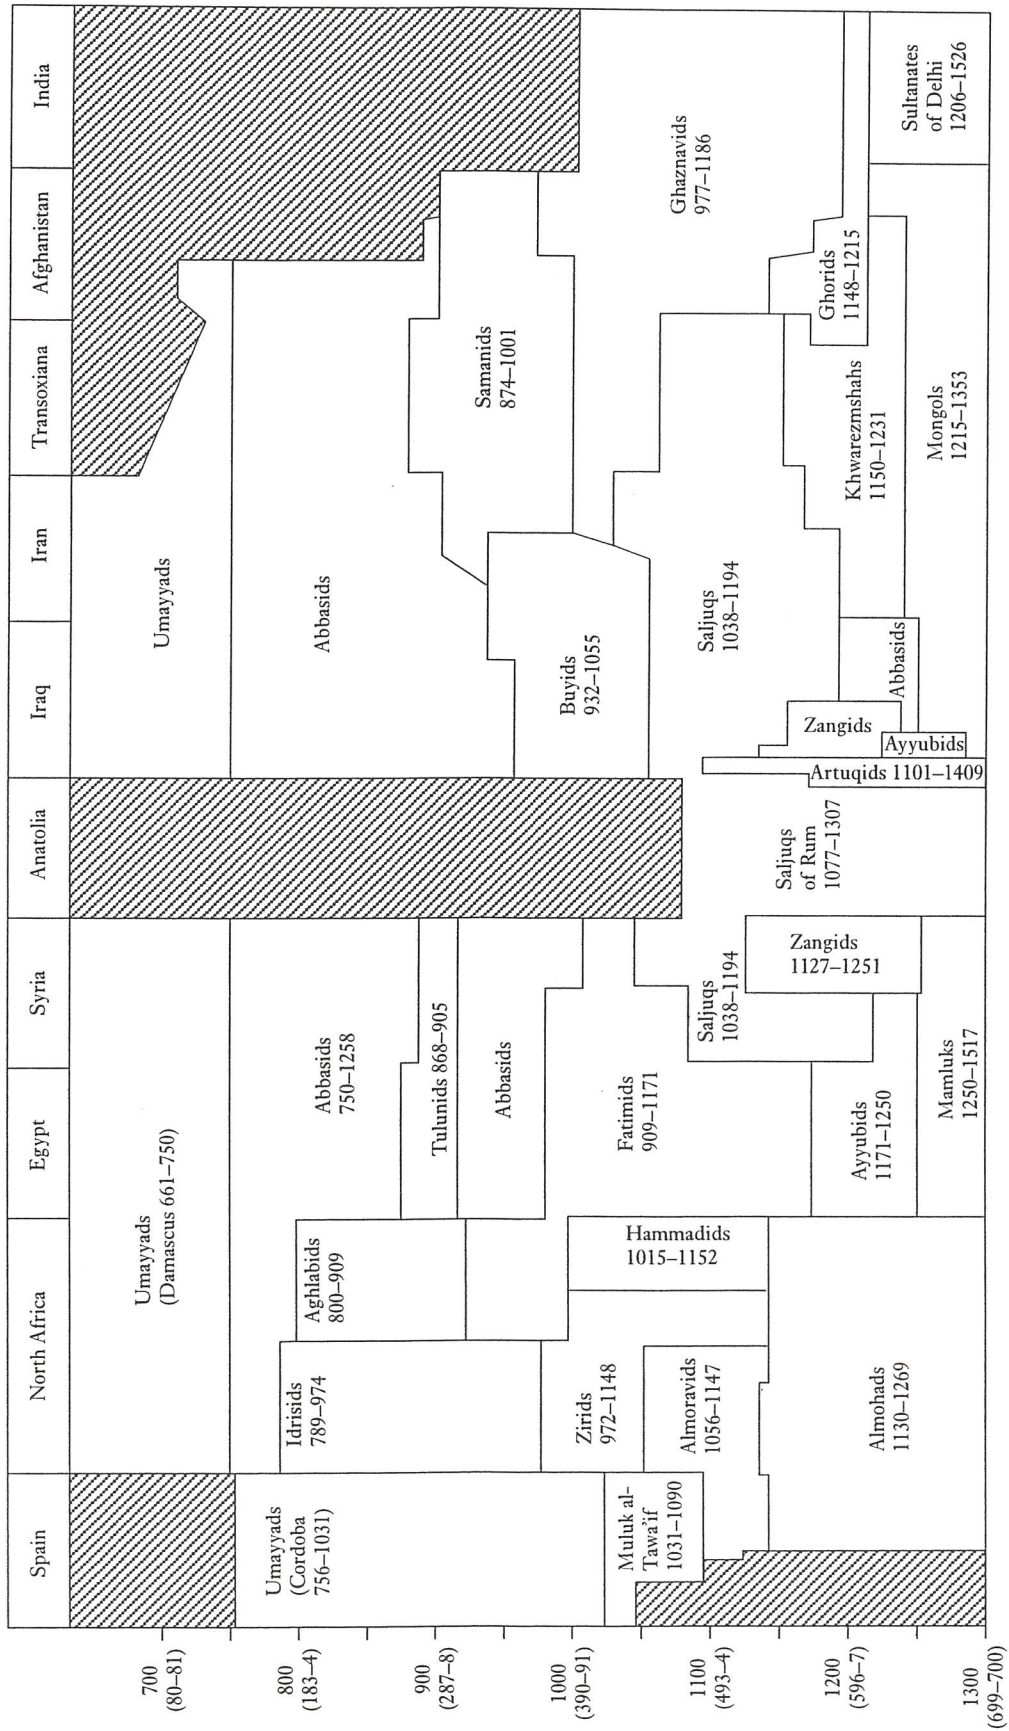 Spain
North Africa
Egypt
Syria
Anatolia
Iraq
Iran
Transoxiana
Afghanistan
India
700
(80–81)
800
(183–4)
900
(287–8)
1000
(390–91)
1100
(493–4)
1200
(596–7)
1300
(699–700)
Umayyads
(Cordoba
756–1031)
Muluk al-
Tawa'if
1031–1090
Umayyads
(Damascus 661–750)
Idrisids
789–974
Aghlabids
800–909
Zirids
972–1148
Hammadids
1015–1152
Almoravids
1056–1147
Almohads
1130–1269
Abbasids
750–1258
Tulunids 868–905
Abbasids
Fatimids
909–1171
Saljuqs
1038–1194
Zangids
1127–1251
Ayyubids
1171–1250
Mamluks
1250–1517
Saljuqs
of Rum
1077–1307
Artuqids 1101–1409
Umayyads
Abbasids
Buyids
932–1055
Saljuqs
1038–1194
Zangids
Ayyubids
Abbasids
Samanids
874–1001
Khwarezmshahs
1150–1231
Mongols
1215–1353
Ghaznavids
977–1186
Ghorids
1148–1215
Sultanates
of Delhi
1206–1526